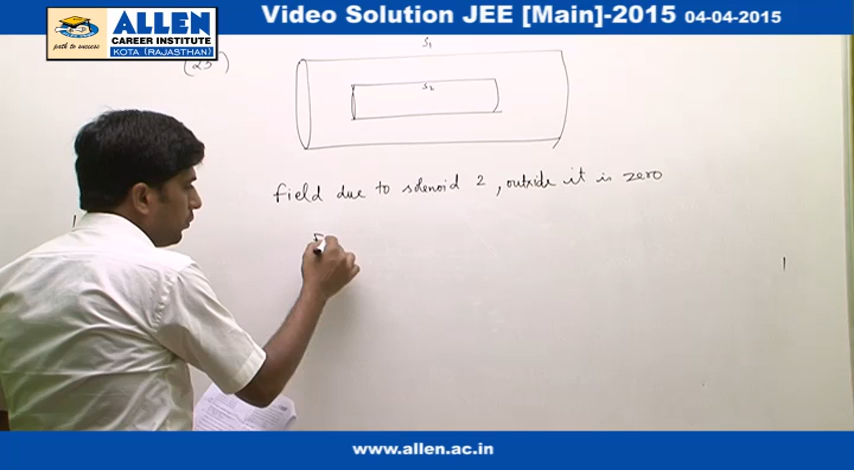 Video Solution JEE [Main]-2015 04-04-2015
ALLEN
path to success
CAREER INSTITUTE
KOTA (RAJASTHAN)
S1
(25)
S2
field due to solenoid 2, outside it is zero
www.allen.ac.in